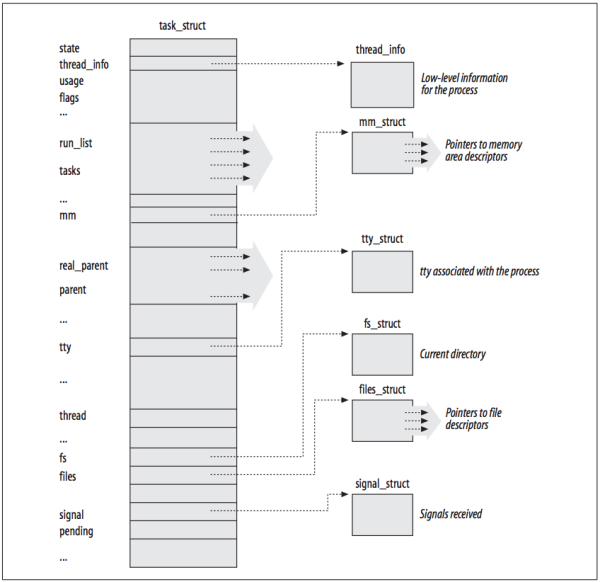 task_struct
state
thread_info
usage
flags
...
run_list
tasks
...
mm
real_parent
parent
...
tty
...
thread
...
fs
files
signal
pending
...
thread_info
Low-level information
for the process
mm_struct
Pointers to memory
area descriptors
tty_struct
tty associated with the process
fs_struct
Current directory
files_struct
Pointers to file
descriptors
signal_struct
Signals received